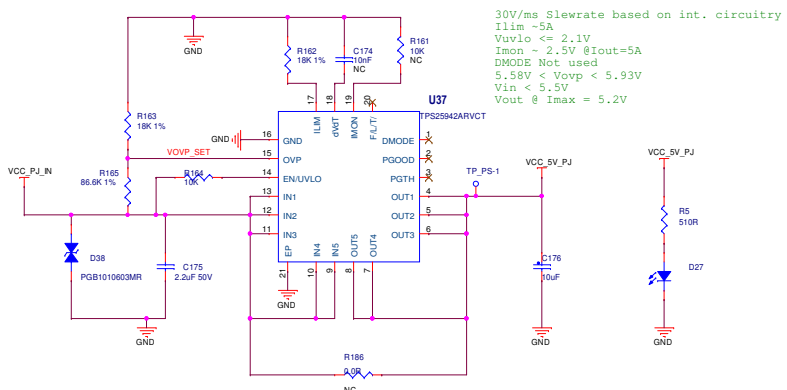 30V/ms Slewrate based on int. circuitry
Ilim ~5A
Vuvlo <= 2.1V
Imon ~ 2.5V @Iout=5A
DMODE Not used
5.58V < Vovp < 5.93V
Vin < 5.5V
Vout @ Imax = 5.2V
GND
R162
18K 1%
C174
10nF
NC
R161
10K
NC
U37
TPS25942ARVCT
17
18
19
20
ILIM
dVdT
IMON
F/L/T/
R163
18K 1%
GND
16
GND
DMODE
1
VOVP_SET
15
OVP
PGOOD
2
VCC_PJ_IN
R165
86.6K 1%
R164
10K
14
EN/UVLO
PGTH
3
TP_PS-1
VCC_5V_PJ
VCC_5V_PJ
13
IN1
OUT1
4
12
IN2
OUT2
5
11
IN3
OUT3
6
R5
510R
EP
IN4
IN5
OUT5
OUT4
21
10
9
8
7
D38
PGB1010603MR
C175
2.2uF 50V
C176
10uF
D27
GND
GND
GND
GND
R186
0.0R
NC